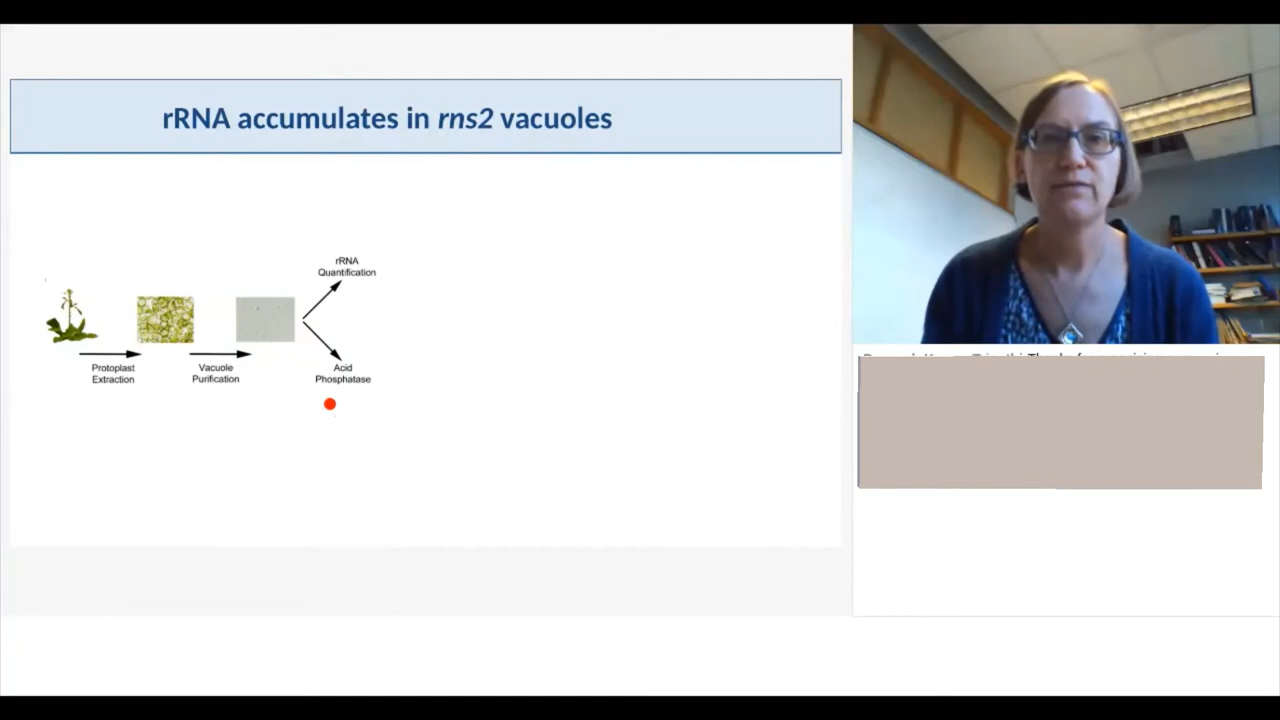 rRNA accumulates in rns2 vacuoles
rRNA
Quantification
Protoplast
Extraction
Vacuole
Purification
Acid
Phosphatase